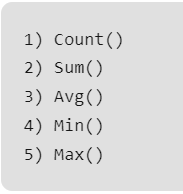 1) Count()
2) Sum()
3) Avg()
4) Min()
5) Max()